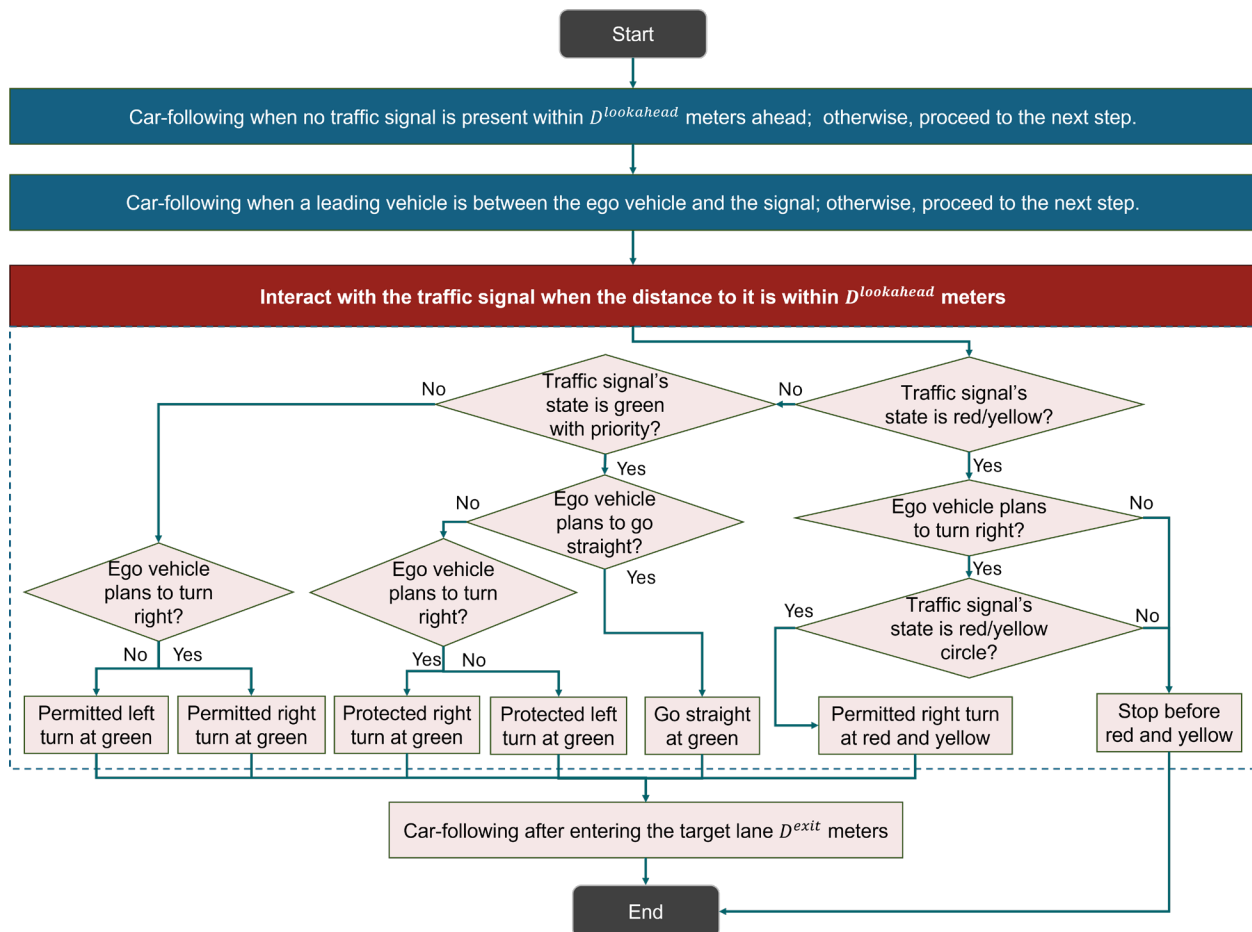 Start
Car-following when no traffic signal is present within D^lookahead meters ahead; otherwise, proceed to the next step.
Car-following when a leading vehicle is between the ego vehicle and the signal; otherwise, proceed to the next step.
Interact with the traffic signal when the distance to it is within D^lookahead meters
No
Traffic signal's
state is green
with priority?
No
Traffic signal's
state is red/yellow?
Yes
Yes
No
Ego vehicle
plans to go
straight?
Ego vehicle plans
to turn right?
No
Ego vehicle
plans to turn
right?
Ego vehicle
plans to turn
right?
Yes
Yes
Yes
Traffic signal's
state is red/yellow
circle?
No
No
Yes
Yes
No
Permitted left
turn at green
Permitted right
turn at green
Protected right
turn at green
Protected left
turn at green
Go straight
at green
Permitted right turn
at red and yellow
Stop before
red and yellow
Car-following after entering the target lane D^exit meters
End